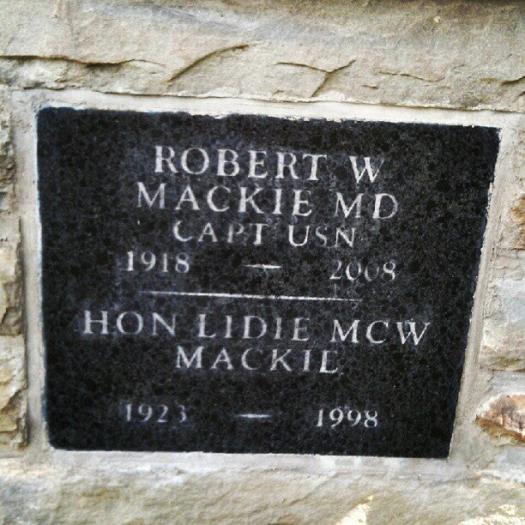 ROBERT W
MACKIE MD
CAPT USN
1918 — 2008
HON LIDIE MCW
MACKIE
1923 — 1998